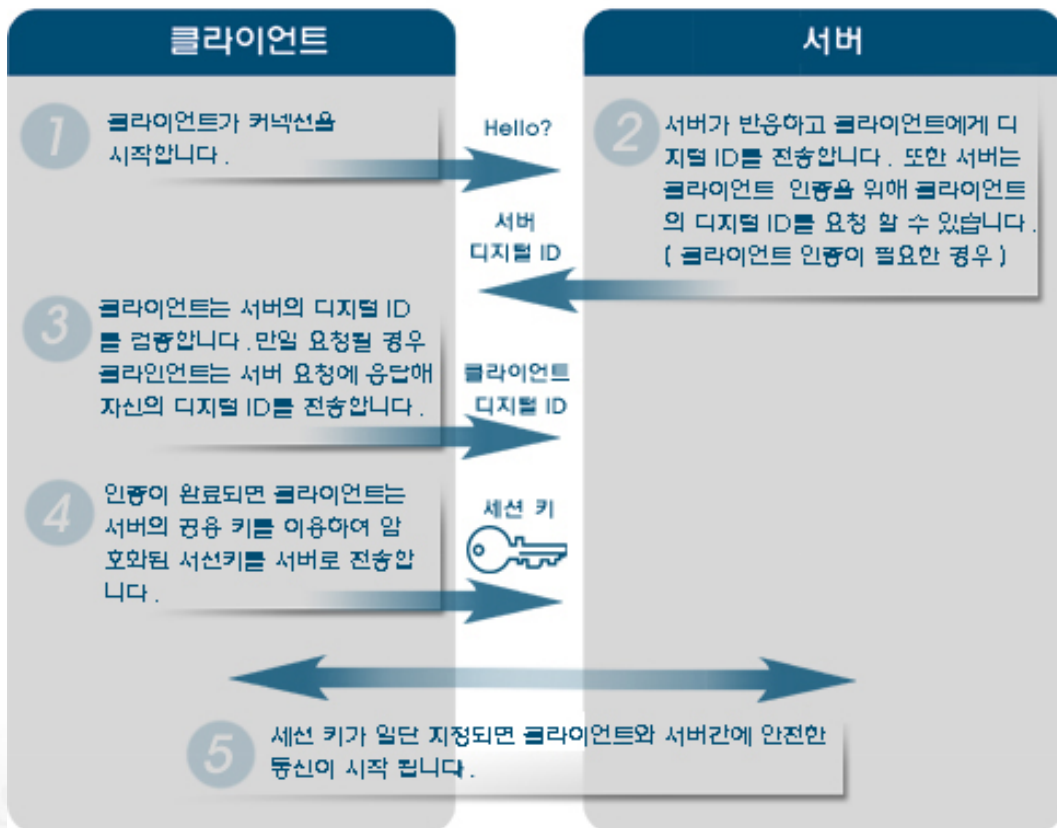 클라이언트
서버
1
클라이언트가 커넥션을
시작합니다.
Hello?
2
서버가 반응하고 클라이언트에게 디
지털 ID를 전송합니다. 또한 서버는
클라이언트 인증을 위해 클라이언트
의 디지털 ID를 요청 할 수 있습니다.
( 클라이언트 인증이 필요한 경우 )
서버
디지털 ID
3
클라이언트는 서버의 디지털 ID
를 검증합니다.만일 요청될 경우
클라인언트는 서버 요청에 응답해
자신의 디지털 ID를 전송합니다.
클라이언트
디지털 ID
4
인증이 완료되면 클라이언트는
서버의 공용 키를 이용하여 암
호화된 서선키를 서버로 전송합
니다.
세션 키
5
세션 키가 일단 지정되면 클라이언트와 서버간에 안전한
통신이 시작 됩니다.